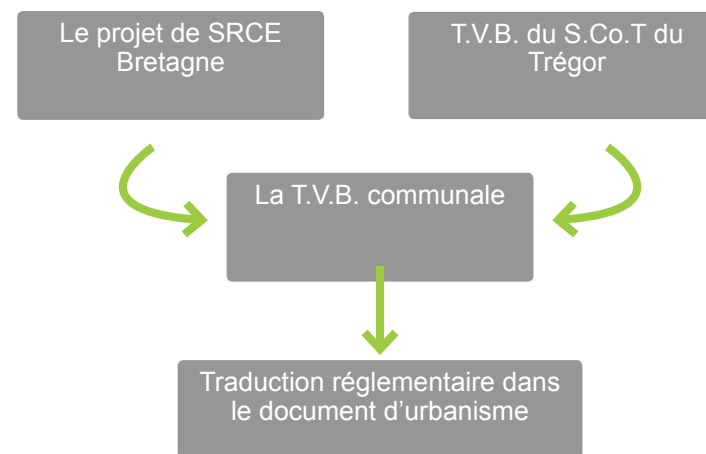 Le projet de SRCE
Bretagne
T.V.B. du S.Co.T du
Trégor
La T.V.B. communale
Traduction réglementaire dans
le document d’urbanisme